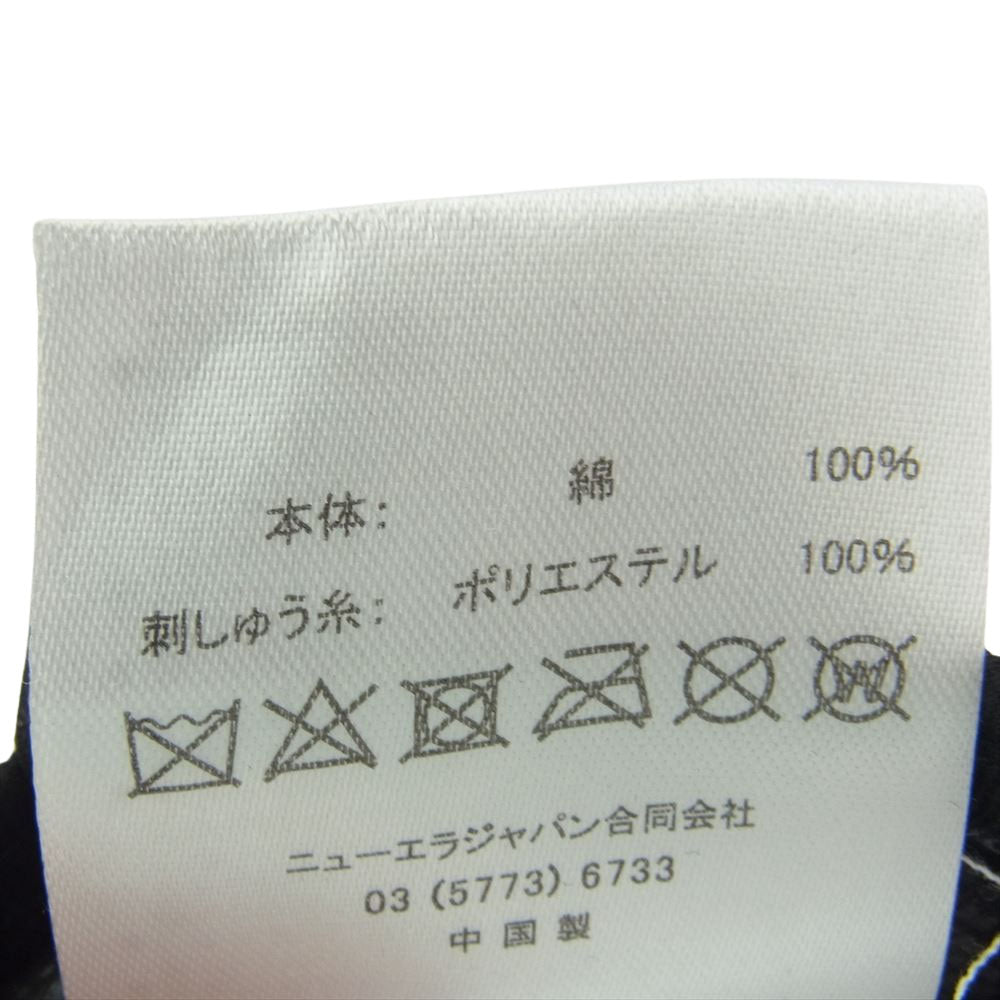 本体: 綿 100%
刺しゅう糸: ポリエステル 100%
W
ニューエラジャパン合同会社
03 (5773) 6733
中国製